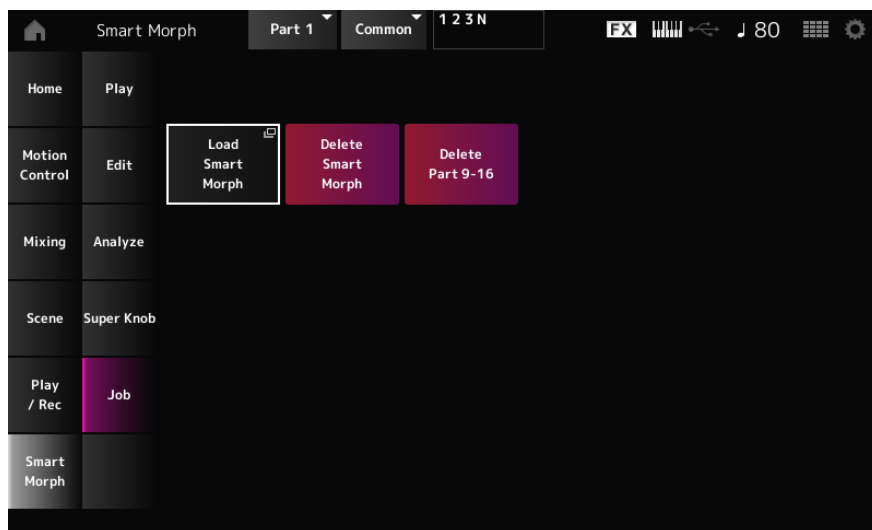 Smart Morph
Part 1
Common
1 2 3 N
FX
80
Home
Play
Motion
Control
Edit
Load
Smart
Morph
Delete
Smart
Morph
Delete
Part 9-16
Mixing
Analyze
Scene
Super Knob
Play
/ Rec
Job
Smart
Morph